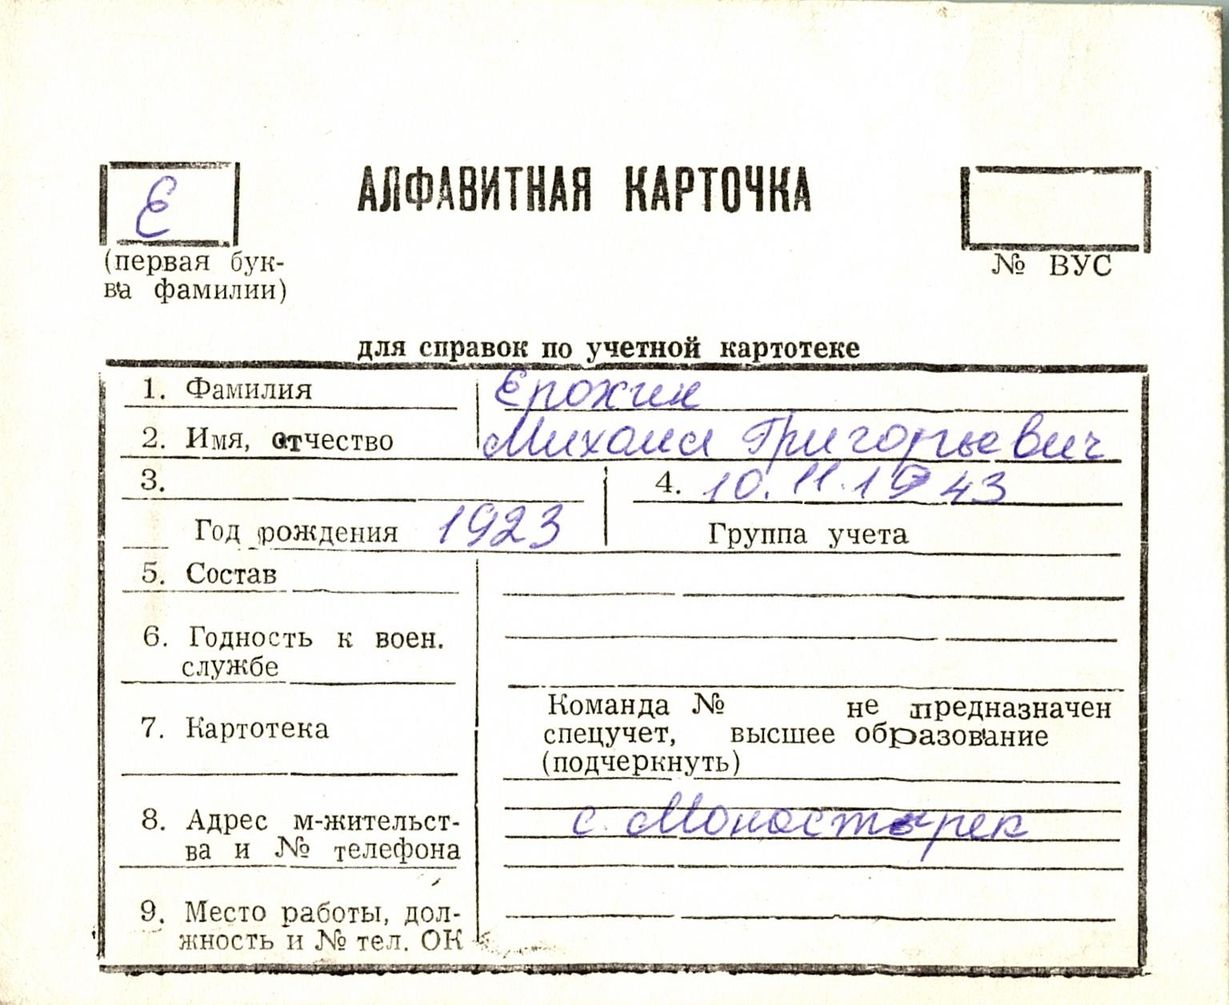 Е
АЛФАВИТНАЯ КАРТОЧКА
(первая бук-
ва фамилии)
№ ВУС
для справок по учетной картотеке
1. Фамилия Ерохин
2. Имя, отчество Михаил Григорьевич
3.
4. 10.11.1943
Год рождения 1923
Группа учета
5. Состав
6. Годность к воен.
службе
7. Картотека
Команда № не предназначен
спецучет, высшее образование
(подчеркнуть)
8. Адрес м-жительст-
ва и № телефона
с. Монастырек
9. Место работы, дол-
жность и № тел. ОК